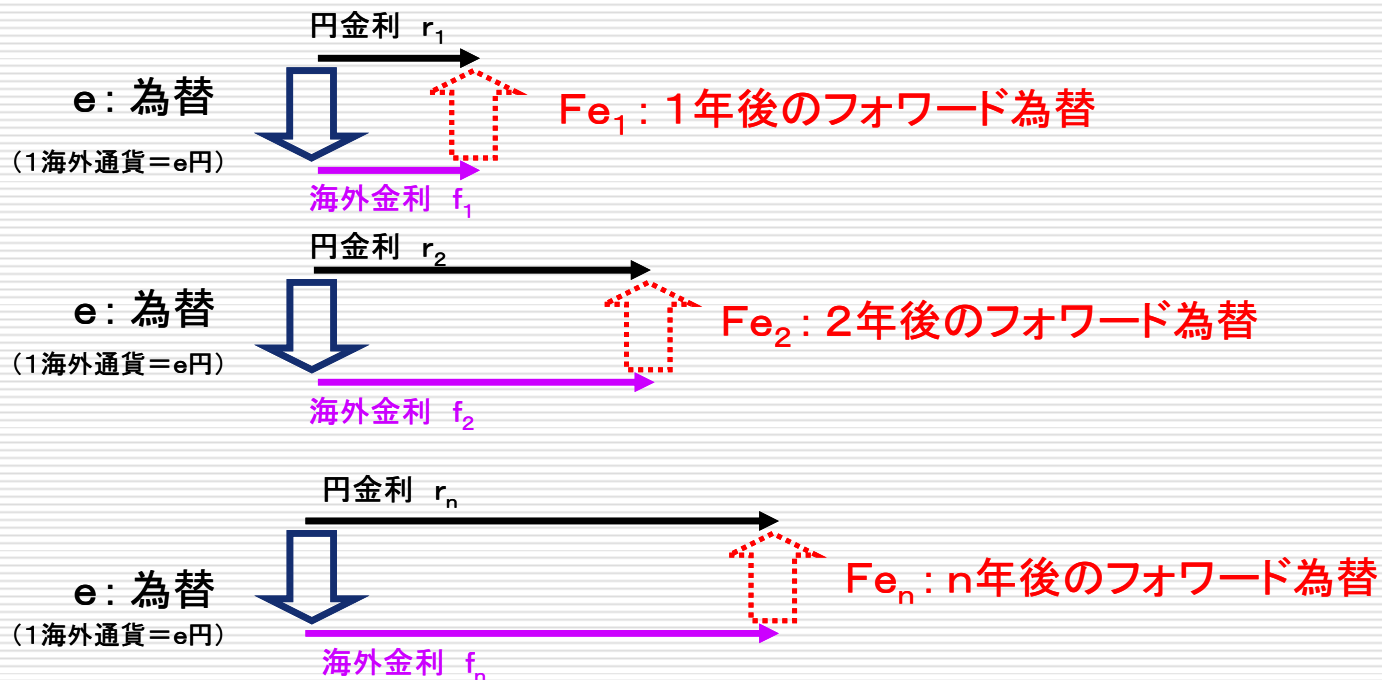 円金利 r₁
e:為替
Fe₁:1年後のフォワード為替
(1海外通貨=e円)
海外金利 f₁
円金利 r₂
e:為替
Fe₂:2年後のフォワード為替
(1海外通貨=e円)
海外金利 f₂
円金利 rₙ
e:為替
Feₙ:n年後のフォワード為替
(1海外通貨=e円)
海外金利 fₙ